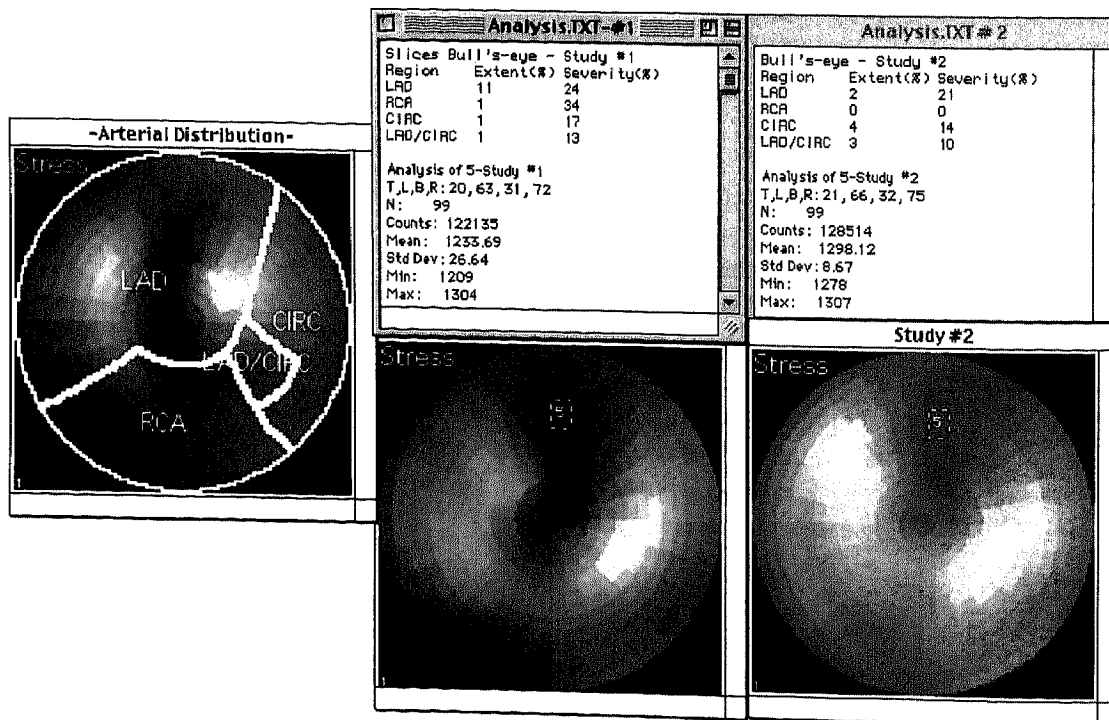 -Arterial Distribution-
Stress
LAD
CIRC
LAD/CIRC
RCA
1
Analysis.TXT-#1
Slices Bull's-eye - Study #1
Region Extent(%) Severity(%)
LAD 11 24
RCA 1 34
CIRC 1 17
LAD/CIRC 1 13
Analysis of 5-Study #1
T,L,B,R: 20, 63, 31, 72
N: 99
Counts: 122135
Mean: 1233.69
Std Dev: 26.64
Min: 1209
Max: 1304
Analysis.TXT # 2
Bull's-eye - Study #2
Region Extent(%) Severity(%)
LAD 2 21
RCA 0 0
CIRC 4 14
LAD/CIRC 3 10
Analysis of 5-Study #2
T,L,B,R: 21, 66, 32, 75
N: 99
Counts: 128514
Mean: 1298.12
Std Dev: 8.67
Min: 1278
Max: 1307
Stress
5
1
Study #2
Stress
5
1